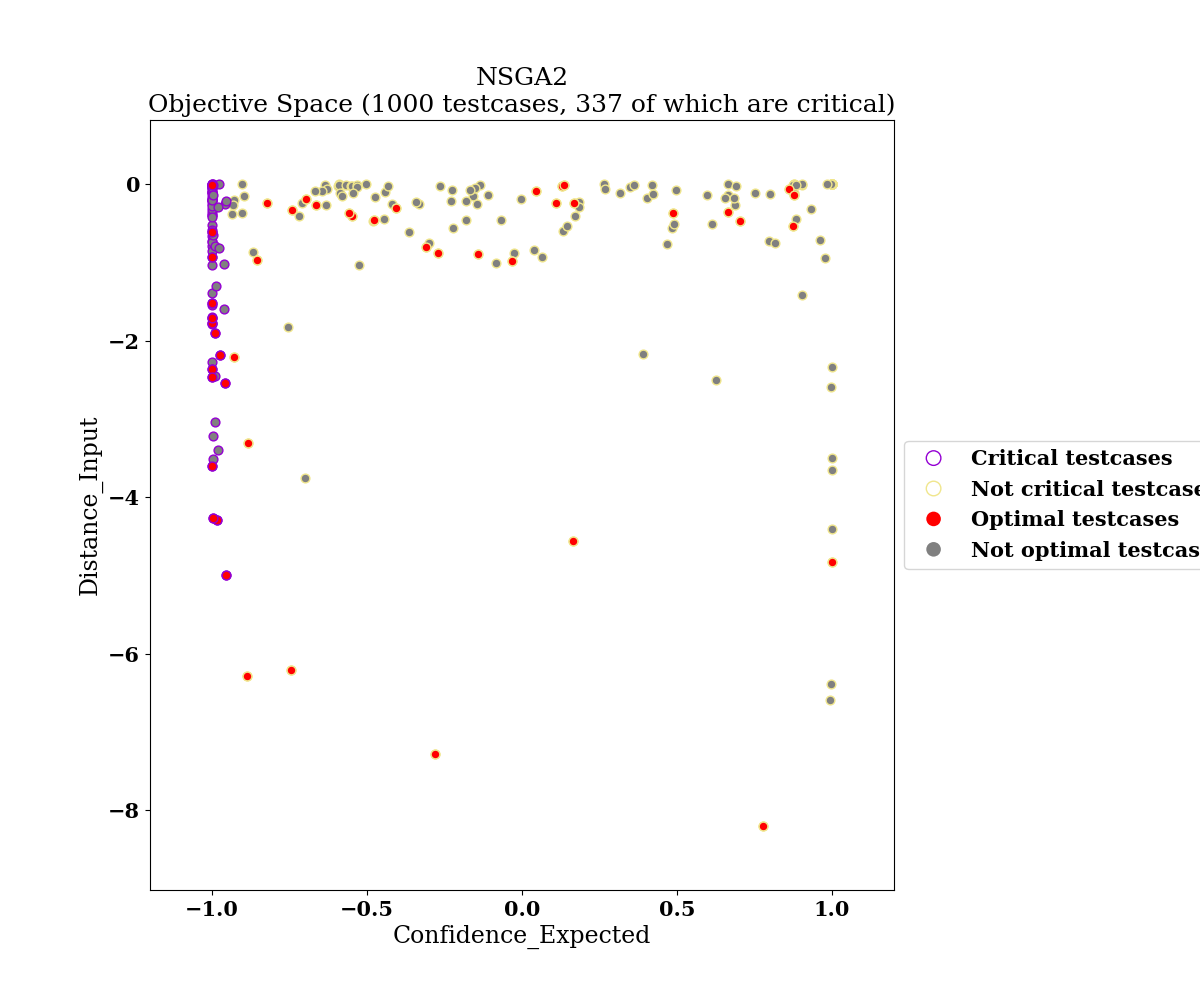 NSGA2
Objective Space (1000 testcases, 337 of which are critical)
0
−2
−4
−6
−8
Distance_Input
−1.0
−0.5
0.0
0.5
1.0
Confidence_Expected
Critical testcases
Not critical testcase
Optimal testcases
Not optimal testcas